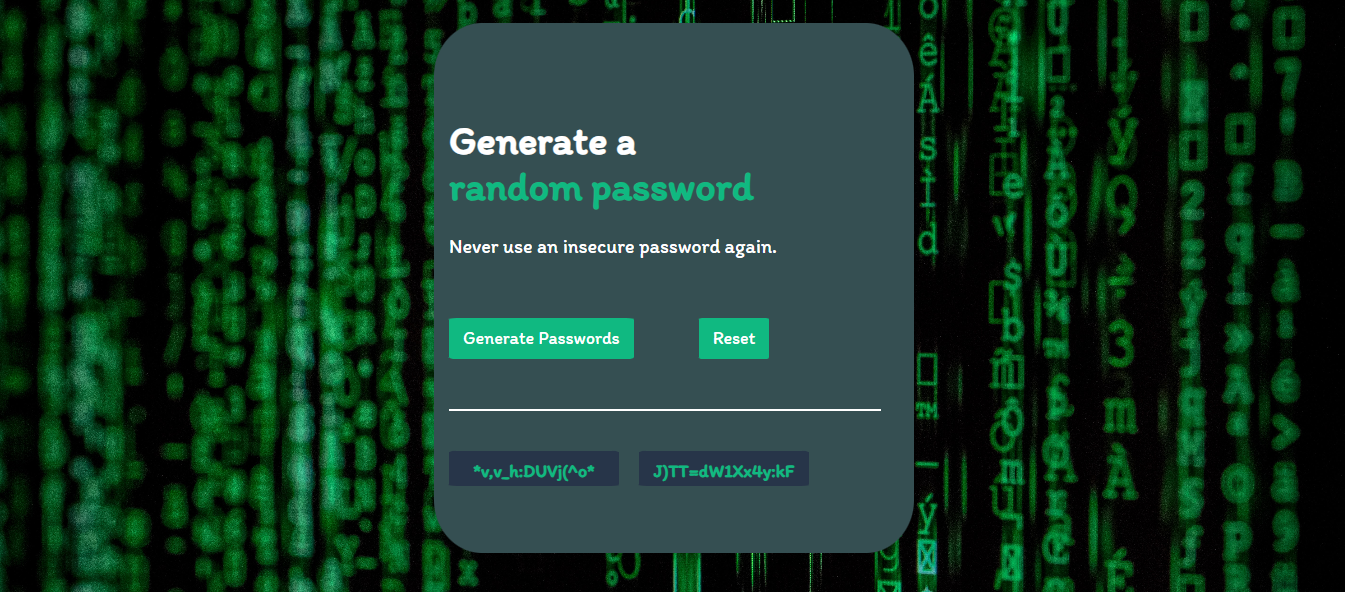 Generate a
random password
Never use an insecure password again.
Generate Passwords
Reset
*v,v_h:DUVj(^o*
J)TT=dW1Xx4y:kF